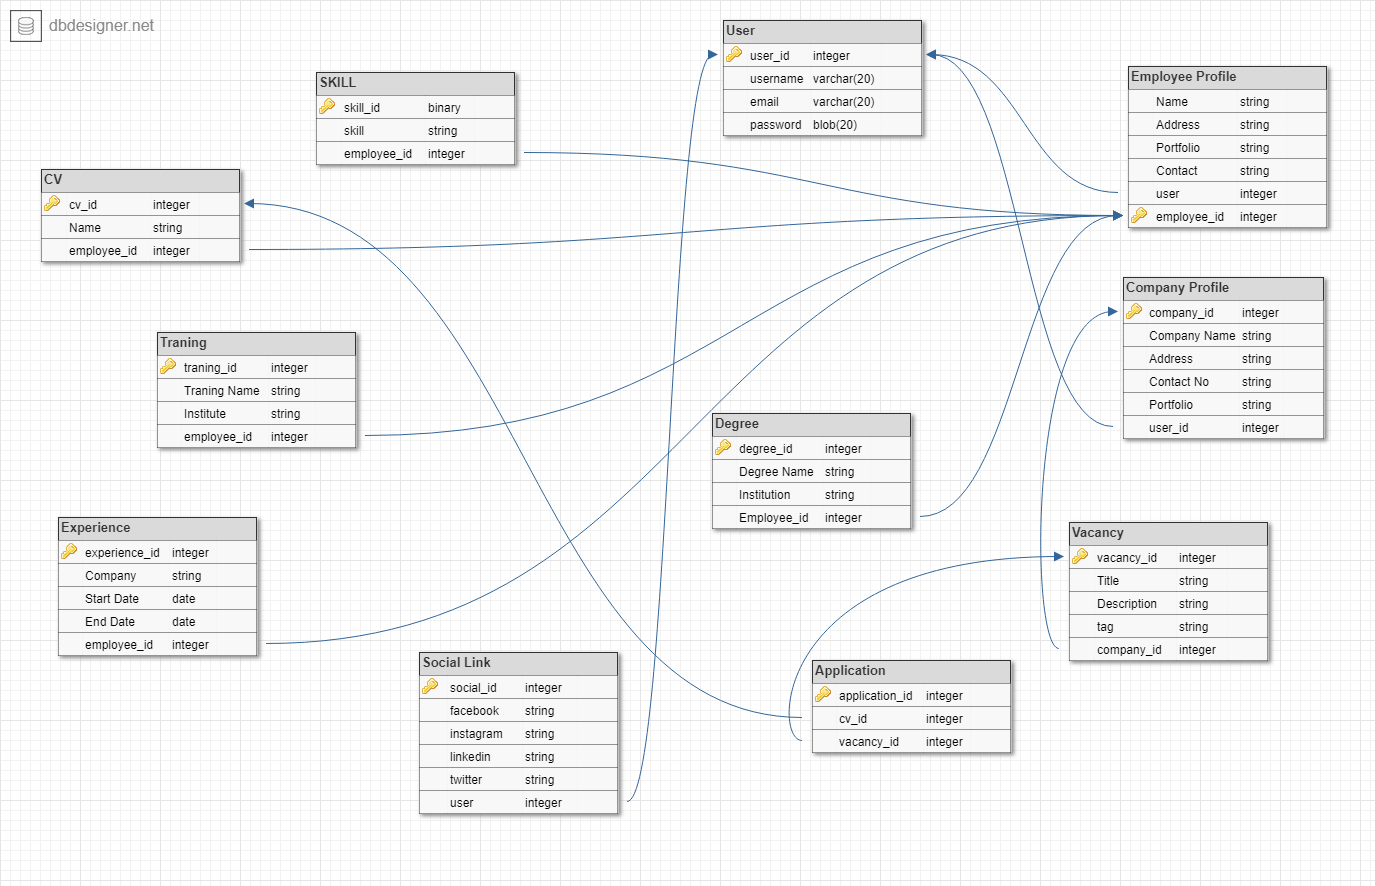 dbdesigner.net
User
user_id integer
username varchar(20)
email varchar(20)
password blob(20)
SKILL
skill_id binary
skill string
employee_id integer
Employee Profile
Name string
Address string
Portfolio string
Contact string
user integer
employee_id integer
CV
cv_id integer
Name string
employee_id integer
Company Profile
company_id integer
Company Name string
Address string
Contact No string
Portfolio string
user_id integer
Traning
traning_id integer
Traning Name string
Institute string
employee_id integer
Degree
degree_id integer
Degree Name string
Institution string
Employee_id integer
Experience
experience_id integer
Company string
Start Date date
End Date date
employee_id integer
Vacancy
vacancy_id integer
Title string
Description string
tag string
company_id integer
Social Link
social_id integer
facebook string
instagram string
linkedin string
twitter string
user integer
Application
application_id integer
cv_id integer
vacancy_id integer